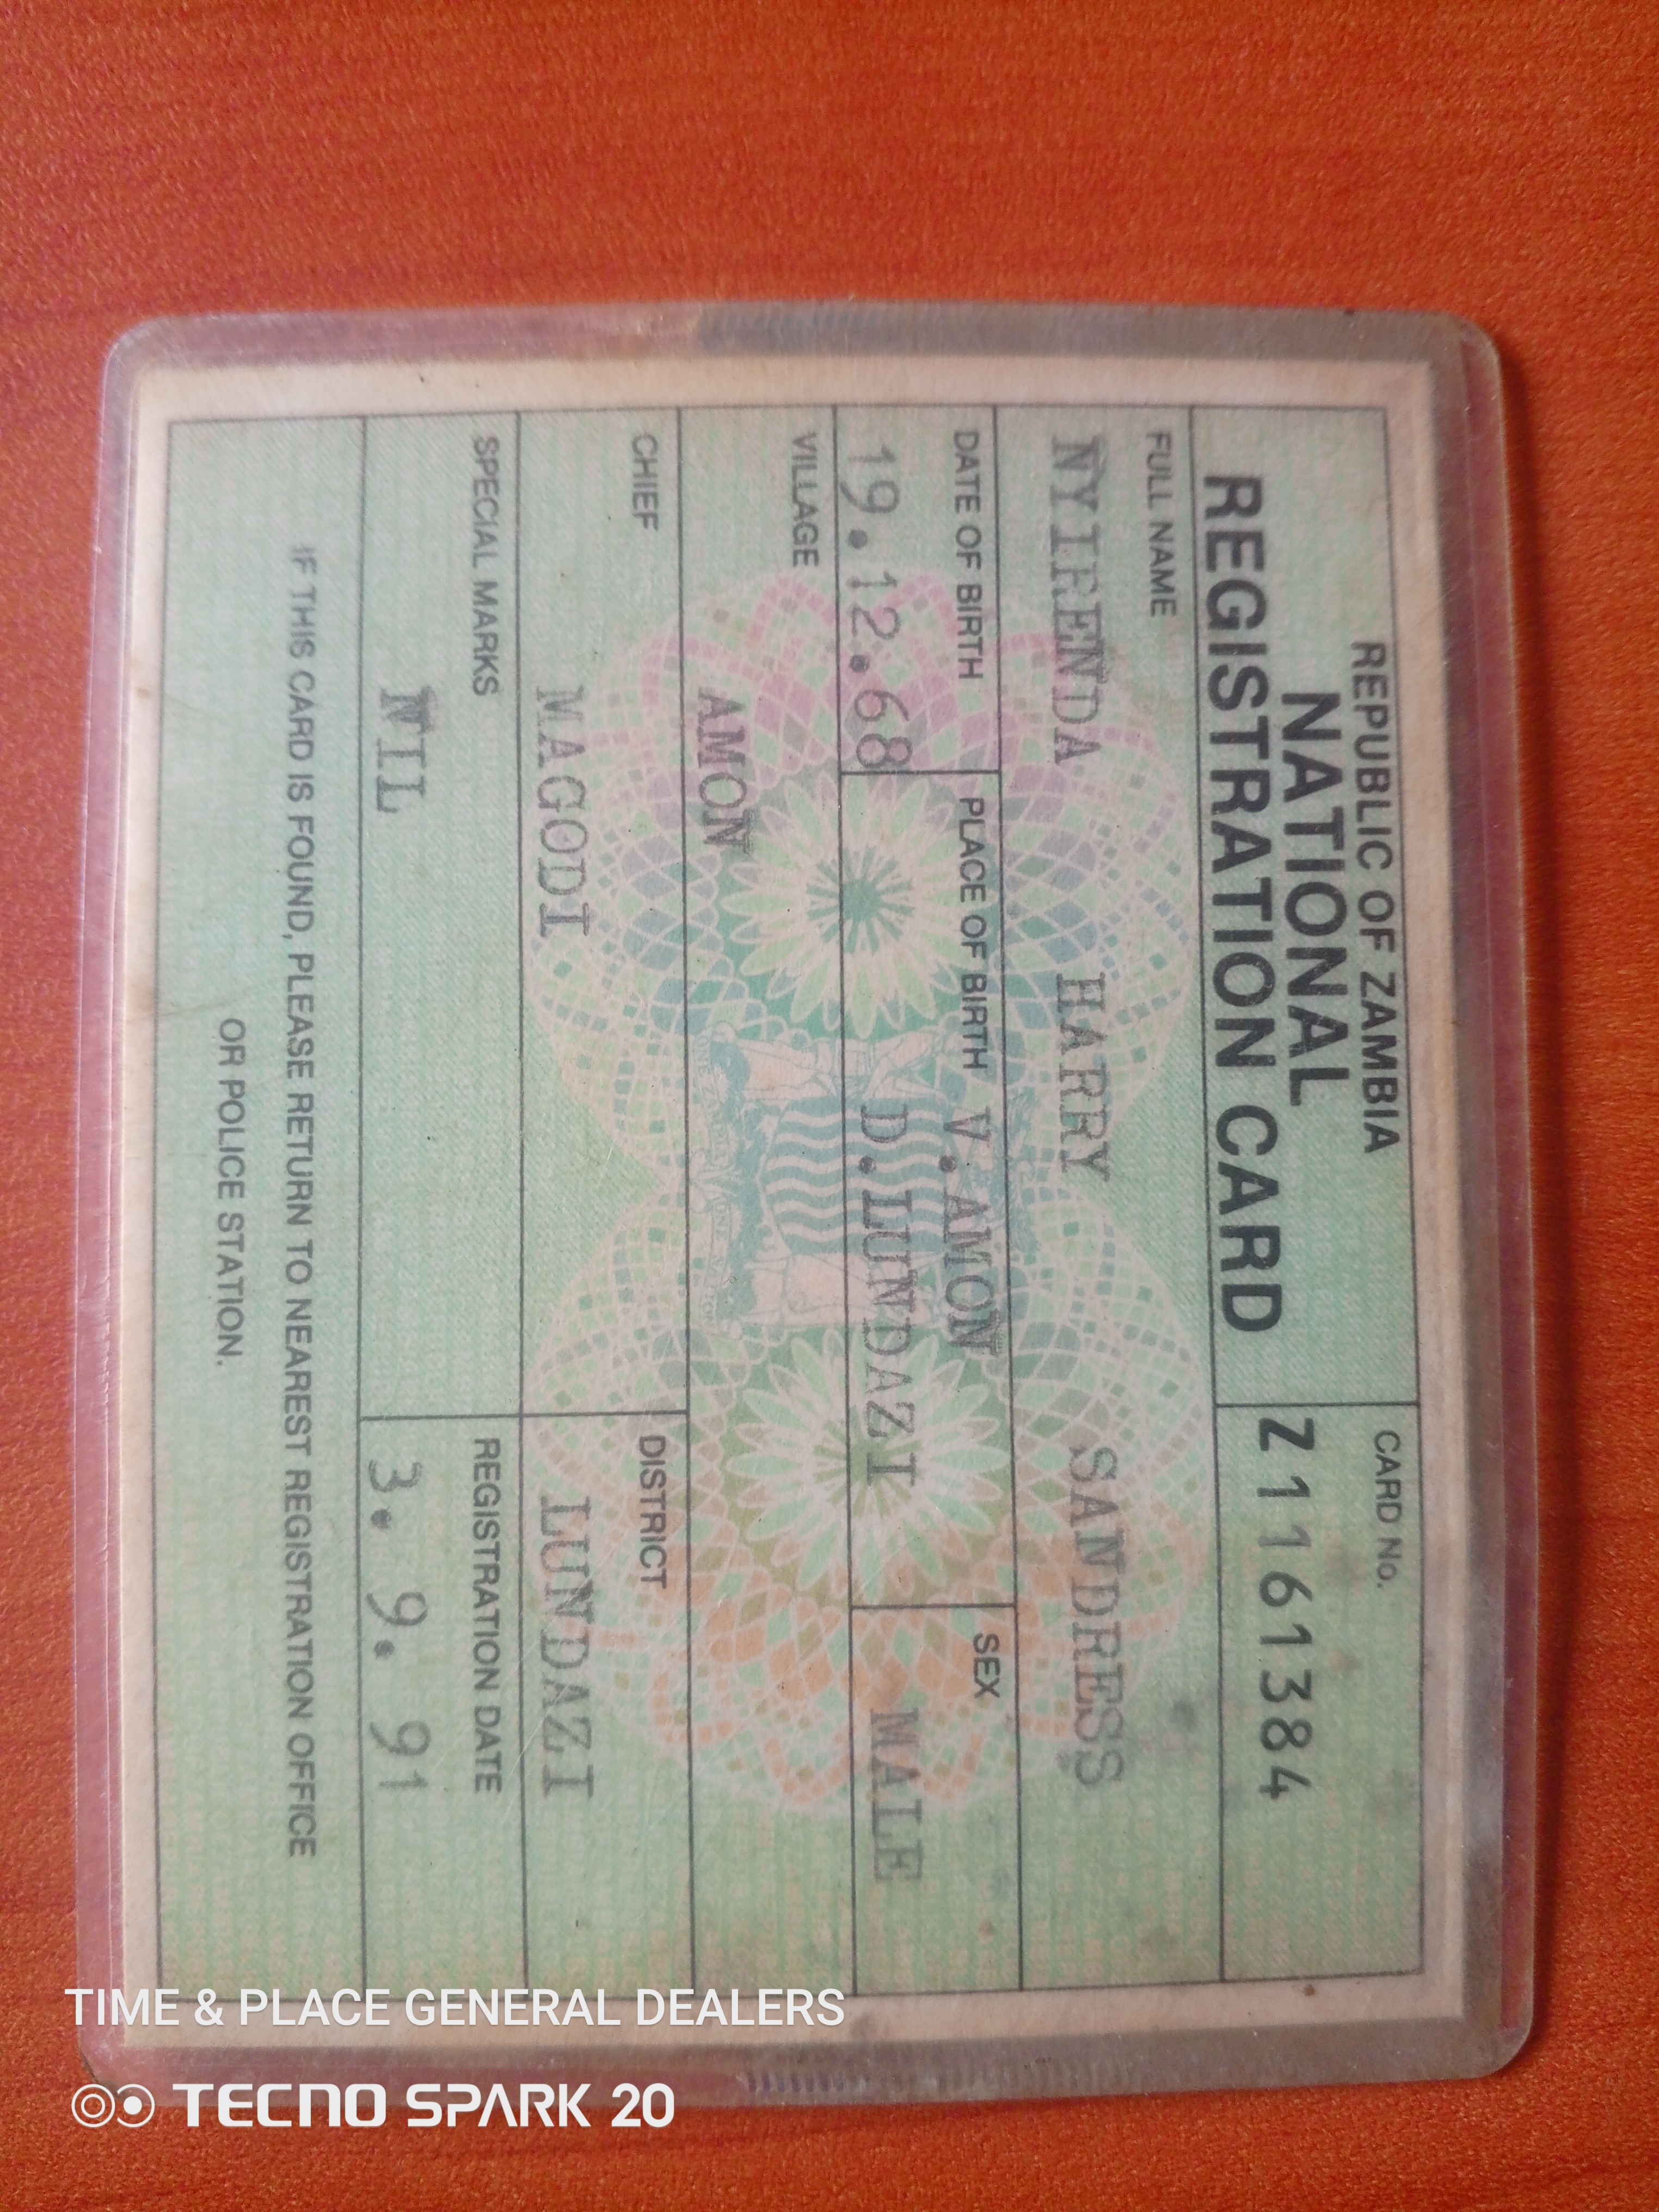 REPUBLIC OF ZAMBIA
NATIONAL
REGISTRATION CARD
CARD No.
Z1161384
FULL NAME
NYIRENDA HARRY SANDRESS
DATE OF BIRTH
19.12.68
PLACE OF BIRTH V.AMON
D.LUNDAZI
SEX
MALE
VILLAGE
AMON
CHIEF
MAGODI
DISTRICT
LUNDAZI
SPECIAL MARKS
NIL
REGISTRATION DATE
3. 9. 91
IF THIS CARD IS FOUND, PLEASE RETURN TO NEAREST REGISTRATION OFFICE
OR POLICE STATION.
TIME & PLACE GENERAL DEALERS
TECNO SPARK 20